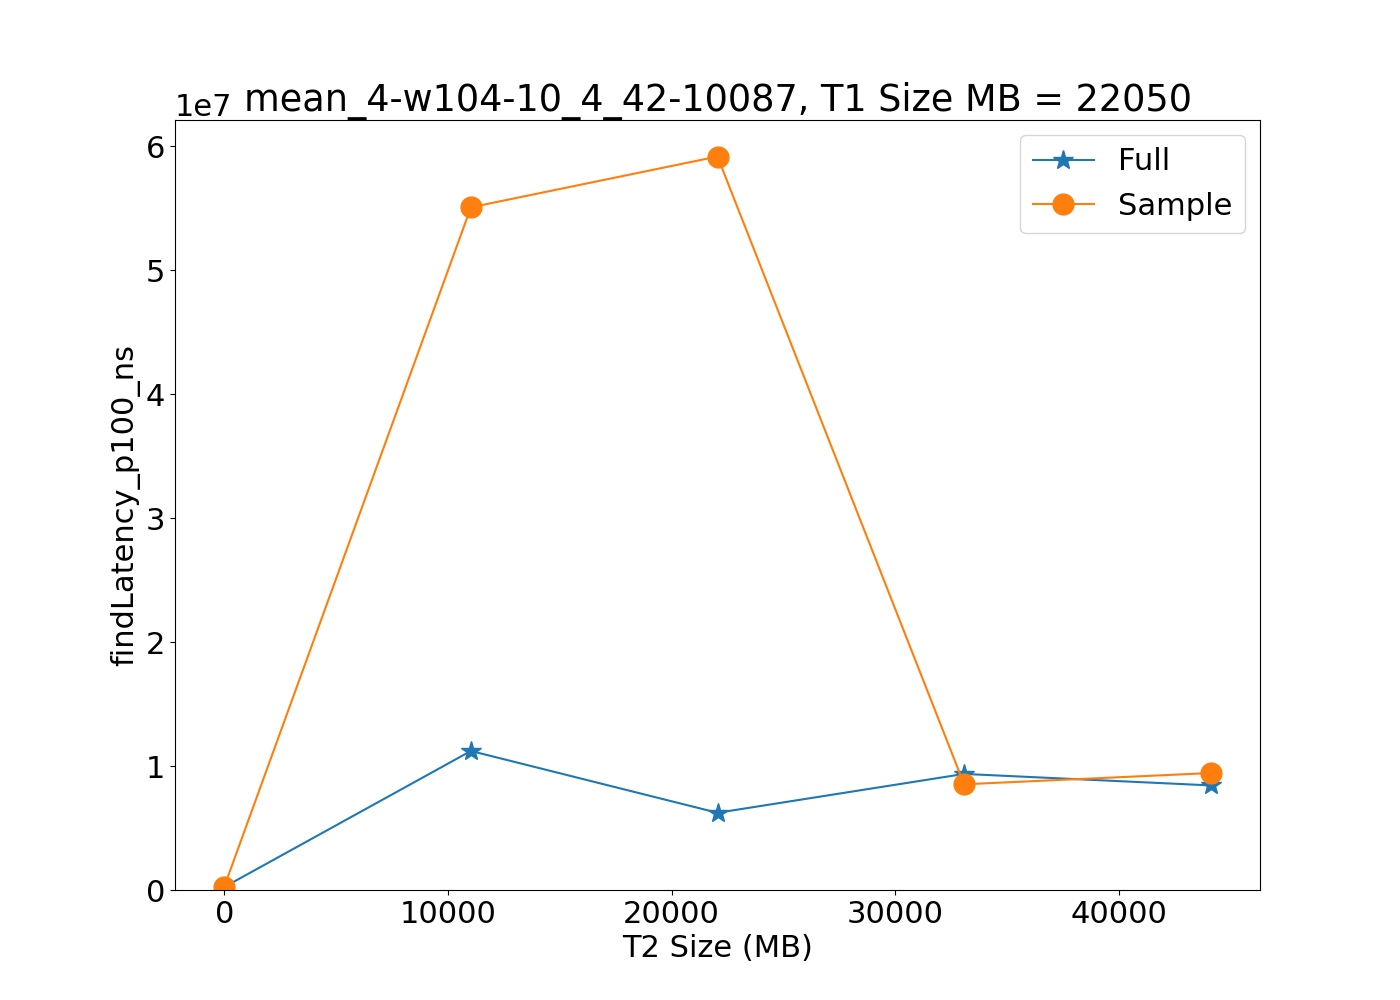 1e7
mean_4-w104-10_4_42-10087, T1 Size MB = 22050
Full
Sample
findLatency_p100_ns
6
5
4
3
2
1
0
0 10000 20000 30000 40000
T2 Size (MB)